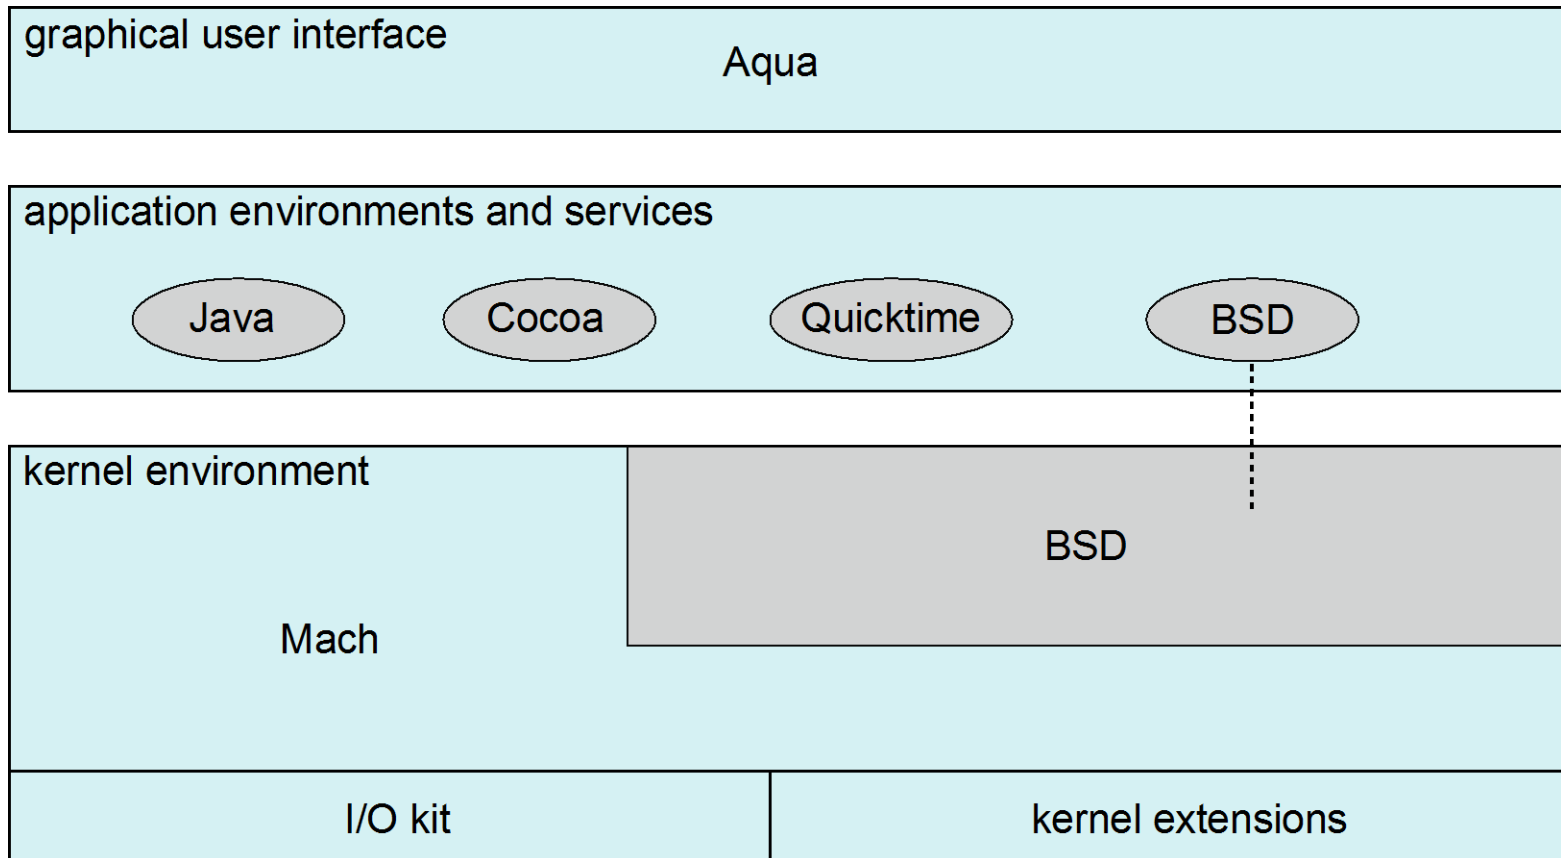 graphical user interface
Aqua
application environments and services
Java
Cocoa
Quicktime
BSD
kernel environment
BSD
Mach
I/O kit
kernel extensions